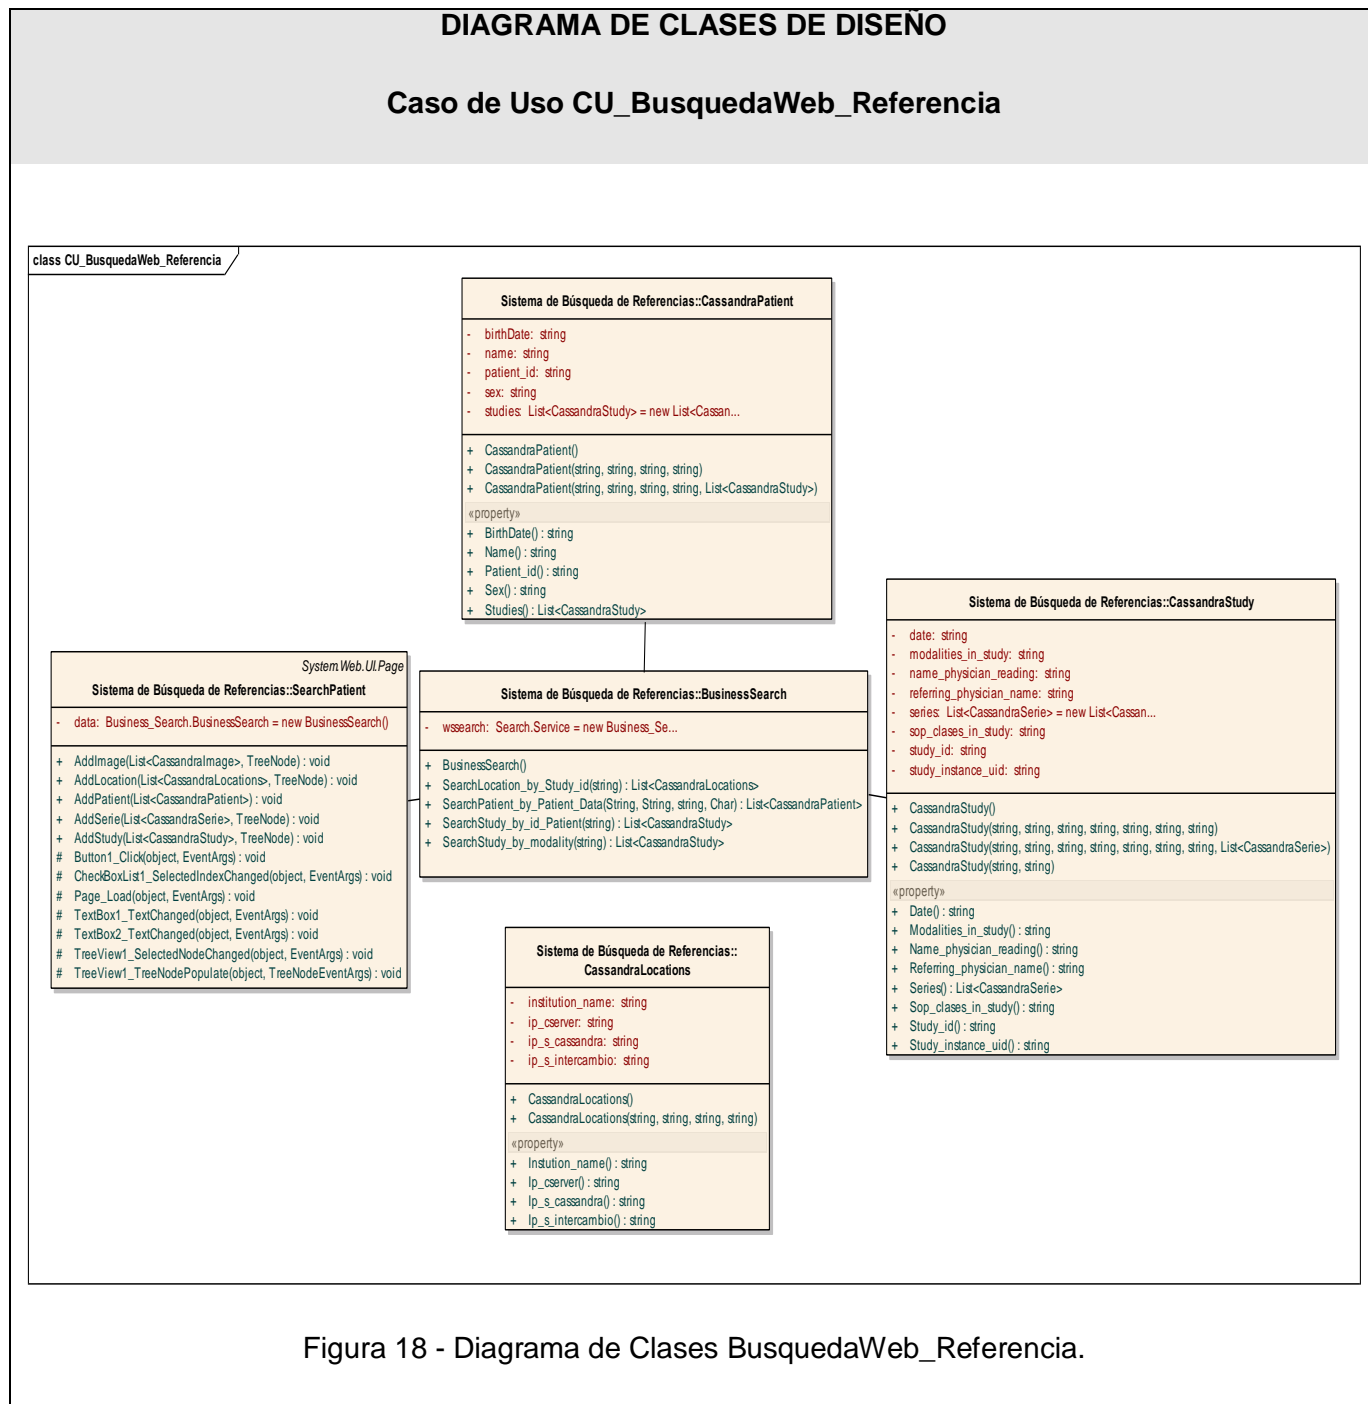 DIAGRAMA DE CLASES DE DISEÑO
Caso de Uso CU_BusquedaWeb_Referencia
class CU_BusquedaWeb_Referencia
Sistema de Búsqueda de Referencias::CassandraPatient
- birthDate: string
- name: string
- patient_id: string
- sex: string
- studies: List<CassandraStudy> = new List<Cassan...
+ CassandraPatient()
+ CassandraPatient(string, string, string, string)
+ CassandraPatient(string, string, string, string, List<CassandraStudy>)
«property»
+ BirthDate() : string
+ Name() : string
+ Patient_id() : string
+ Sex() : string
+ Studies() : List<CassandraStudy>
System.Web.UI.Page
Sistema de Búsqueda de Referencias::SearchPatient
- data: Business_Search.BusinessSearch = new BusinessSearch()
+ AddImage(List<CassandraImage>, TreeNode) : void
+ AddLocation(List<CassandraLocations>, TreeNode) : void
+ AddPatient(List<CassandraPatient>) : void
+ AddSerie(List<CassandraSerie>, TreeNode) : void
+ AddStudy(List<CassandraStudy>, TreeNode) : void
# Button1_Click(object, EventArgs) : void
# CheckBoxList1_SelectedIndexChanged(object, EventArgs) : void
# Page_Load(object, EventArgs) : void
# TextBox1_TextChanged(object, EventArgs) : void
# TextBox2_TextChanged(object, EventArgs) : void
# TreeView1_SelectedNodeChanged(object, EventArgs) : void
# TreeView1_TreeNodePopulate(object, TreeNodeEventArgs) : void
Sistema de Búsqueda de Referencias::BusinessSearch
- wssearch: Search.Service = new Business_Se...
+ BusinessSearch()
+ SearchLocation_by_Study_id(string) : List<CassandraLocations>
+ SearchPatient_by_Patient_Data(String, String, string, Char) : List<CassandraPatient>
+ SearchStudy_by_id_Patient(string) : List<CassandraStudy>
+ SearchStudy_by_modality(string) : List<CassandraStudy>
Sistema de Búsqueda de Referencias::CassandraStudy
- date: string
- modalities_in_study: string
- name_physician_reading: string
- referring_physician_name: string
- series: List<CassandraSerie> = new List<Cassan...
- sop_clases_in_study: string
- study_id: string
- study_instance_uid: string
+ CassandraStudy()
+ CassandraStudy(string, string, string, string, string, string, string)
+ CassandraStudy(string, string, string, string, string, string, string, List<CassandraSerie>)
+ CassandraStudy(string, string)
«property»
+ Date() : string
+ Modalities_in_study() : string
+ Name_physician_reading() : string
+ Referring_physician_name() : string
+ Series() : List<CassandraSerie>
+ Sop_clases_in_study() : string
+ Study_id() : string
+ Study_instance_uid() : string
Sistema de Búsqueda de Referencias::
CassandraLocations
- institution_name: string
- ip_cserver: string
- ip_s_cassandra: string
- ip_s_intercambio: string
+ CassandraLocations()
+ CassandraLocations(string, string, string, string)
«property»
+ Instution_name() : string
+ Ip_cserver() : string
+ Ip_s_cassandra() : string
+ Ip_s_intercambio() : string
Figura 18 - Diagrama de Clases BusquedaWeb_Referencia.